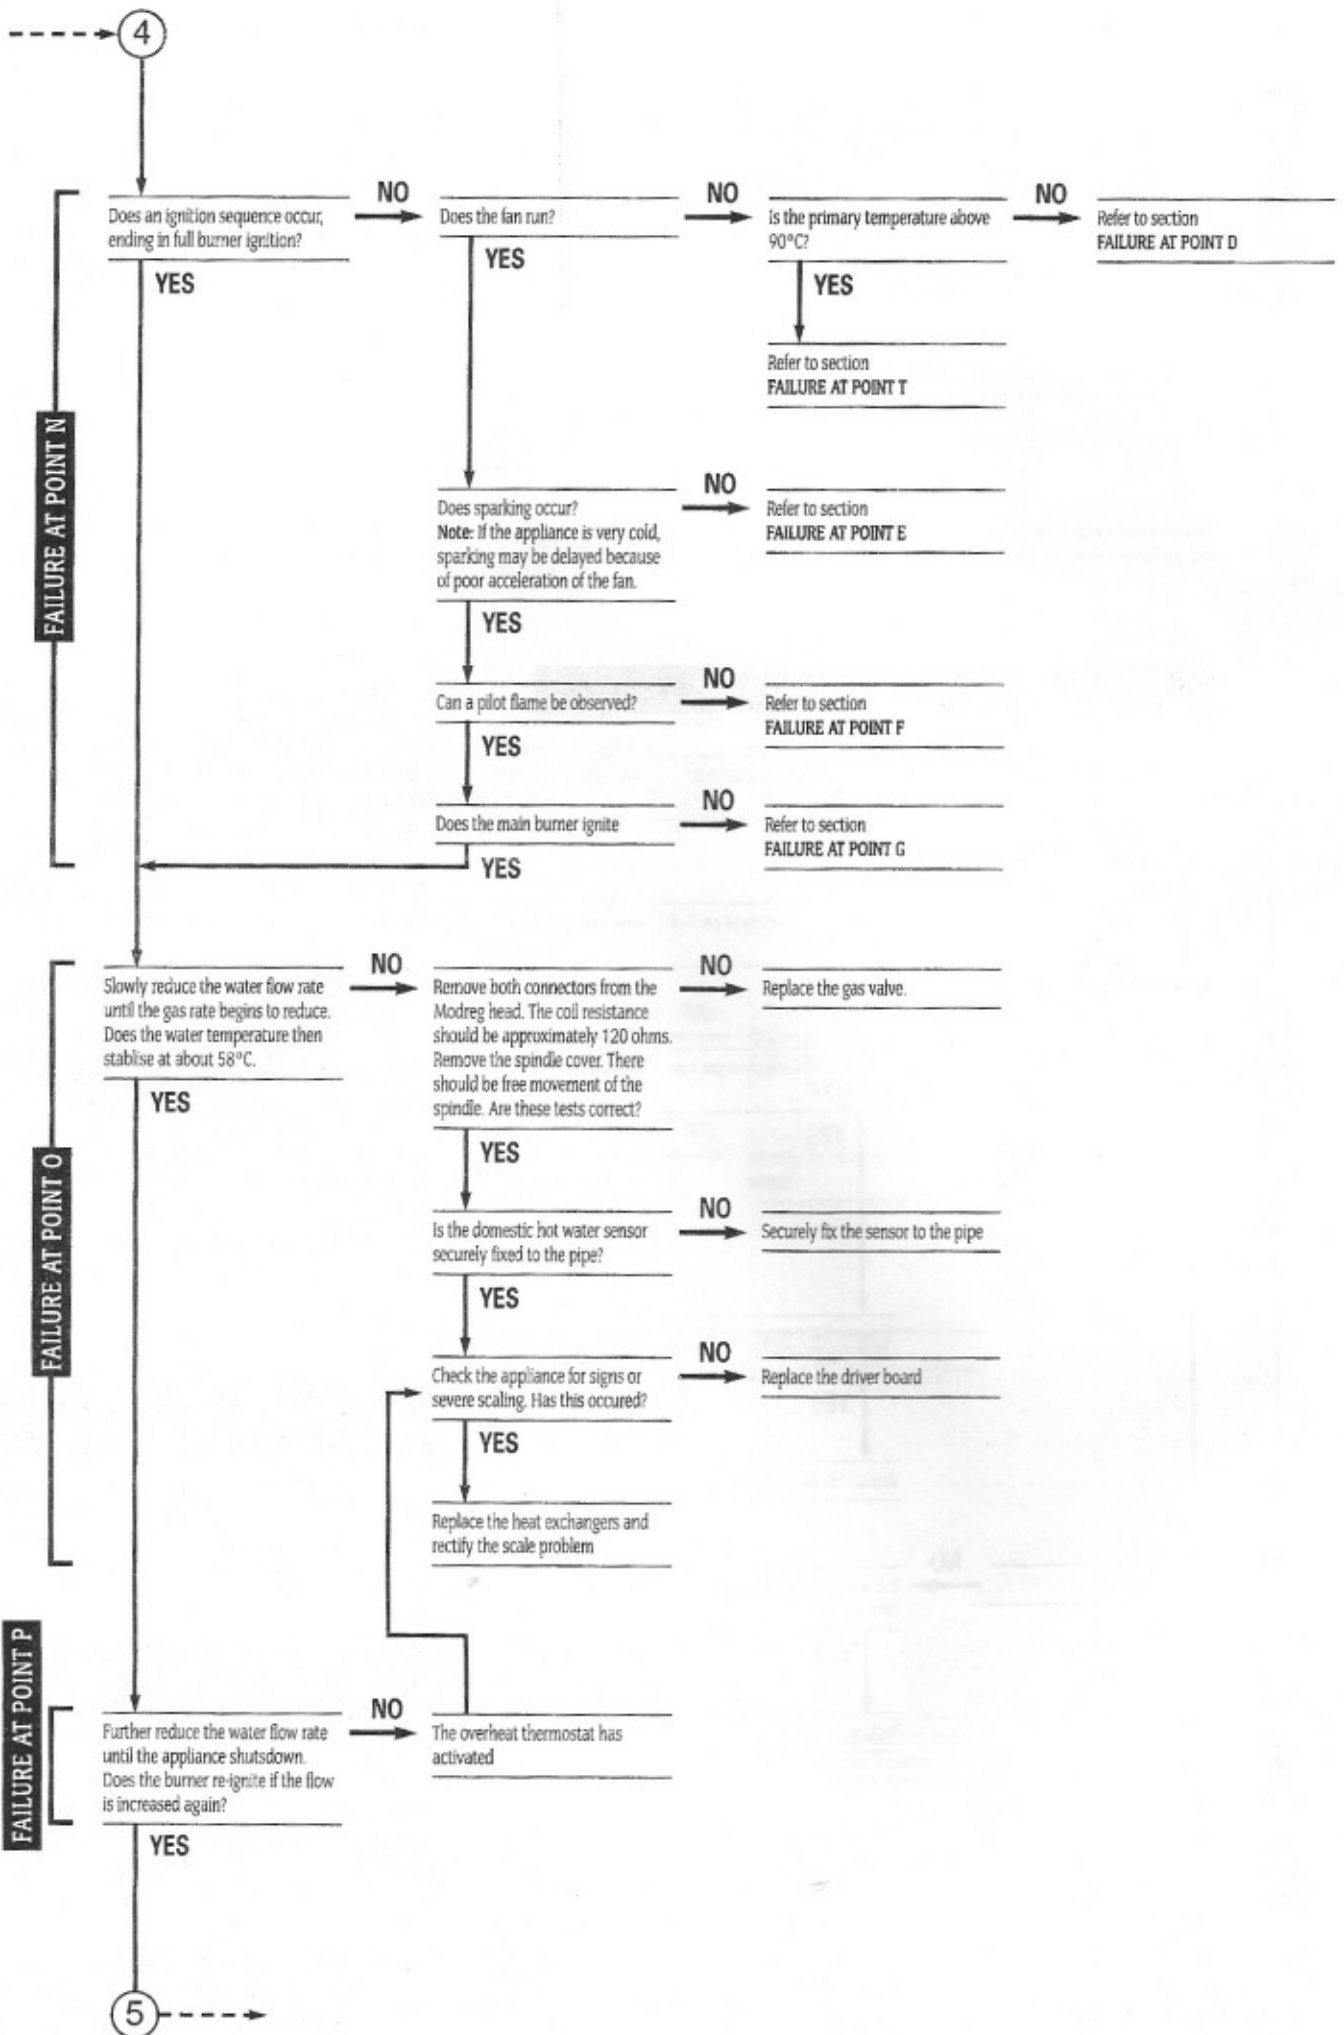 4
NO
NO
NO
Does an ignition sequence occur,
ending in full burner ignition?
Does the fan run?
Is the primary temperature above
90°C?
Refer to section
FAILURE AT POINT D
YES
YES
YES
Refer to section
FAILURE AT POINT T
FAILURE AT POINT N
NO
Does sparking occur?
Note: If the appliance is very cold,
sparking may be delayed because
of poor acceleration of the fan.
Refer to section
FAILURE AT POINT E
YES
NO
Can a pilot flame be observed?
Refer to section
FAILURE AT POINT F
YES
NO
Does the main burner ignite
Refer to section
FAILURE AT POINT G
YES
FAILURE AT POINT O
NO
NO
Slowly reduce the water flow rate
until the gas rate begins to reduce.
Does the water temperature then
stablise at about 58°C.
Remove both connectors from the
Modreg head. The coil resistance
should be approximately 120 ohms.
Remove the spindle cover. There
should be free movement of the
spindle. Are these tests correct?
Replace the gas valve.
YES
YES
NO
Is the domestic hot water sensor
securely fixed to the pipe?
Securely fix the sensor to the pipe
YES
NO
Check the appliance for signs or
severe scaling. Has this occured?
Replace the driver board
YES
Replace the heat exchangers and
rectify the scale problem
FAILURE AT POINT P
NO
Further reduce the water flow rate
until the appliance shutsdown.
Does the burner re-ignite if the flow
is increased again?
The overheat thermostat has
activated
YES
5